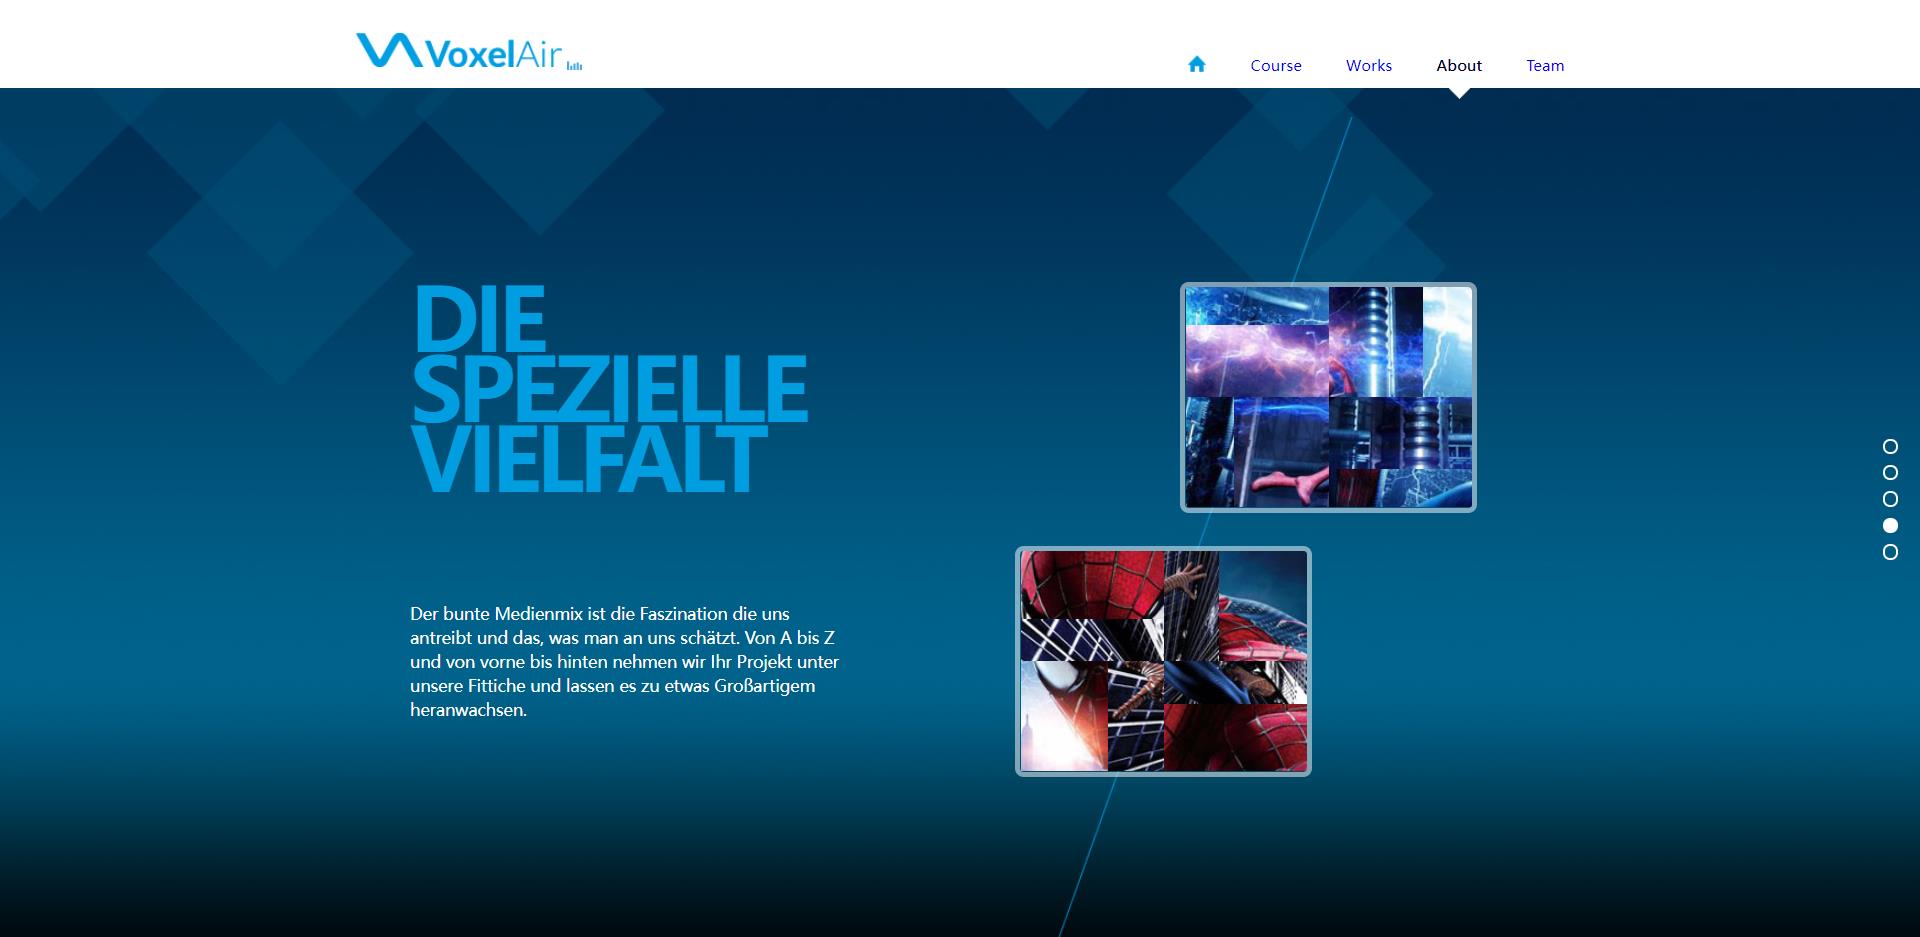 VoxelAir
Course Works About Team
DIE
SPEZIELLE
VIELFALT
Der bunte Medienmix ist die Faszination die uns
antreibt und das, was man an uns schätzt. Von A bis Z
und von vorne bis hinten nehmen wir Ihr Projekt unter
unsere Fittiche und lassen es zu etwas Großartigem
heranwachsen.